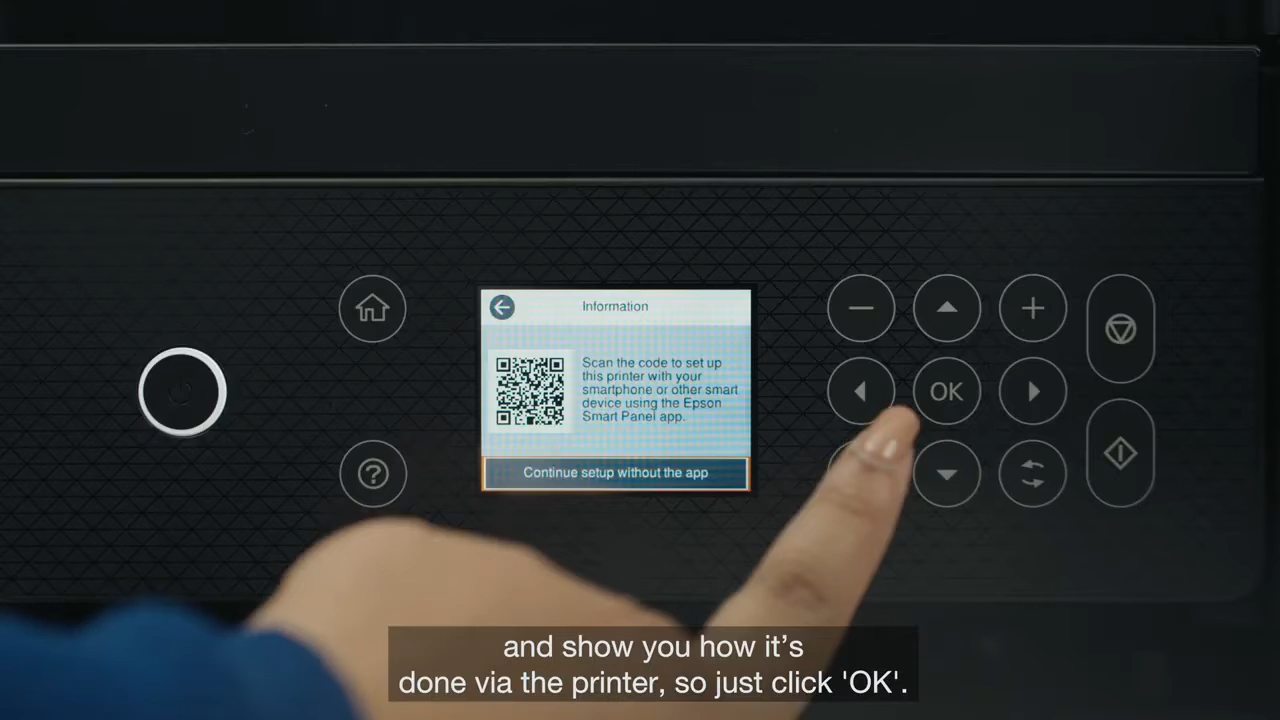 Information
Scan the code to set up
this printer with your
smartphone or other smart
device using the Epson
Smart Panel app.
Continue setup without the app
OK
and show you how it’s
done via the printer, so just click 'OK'.